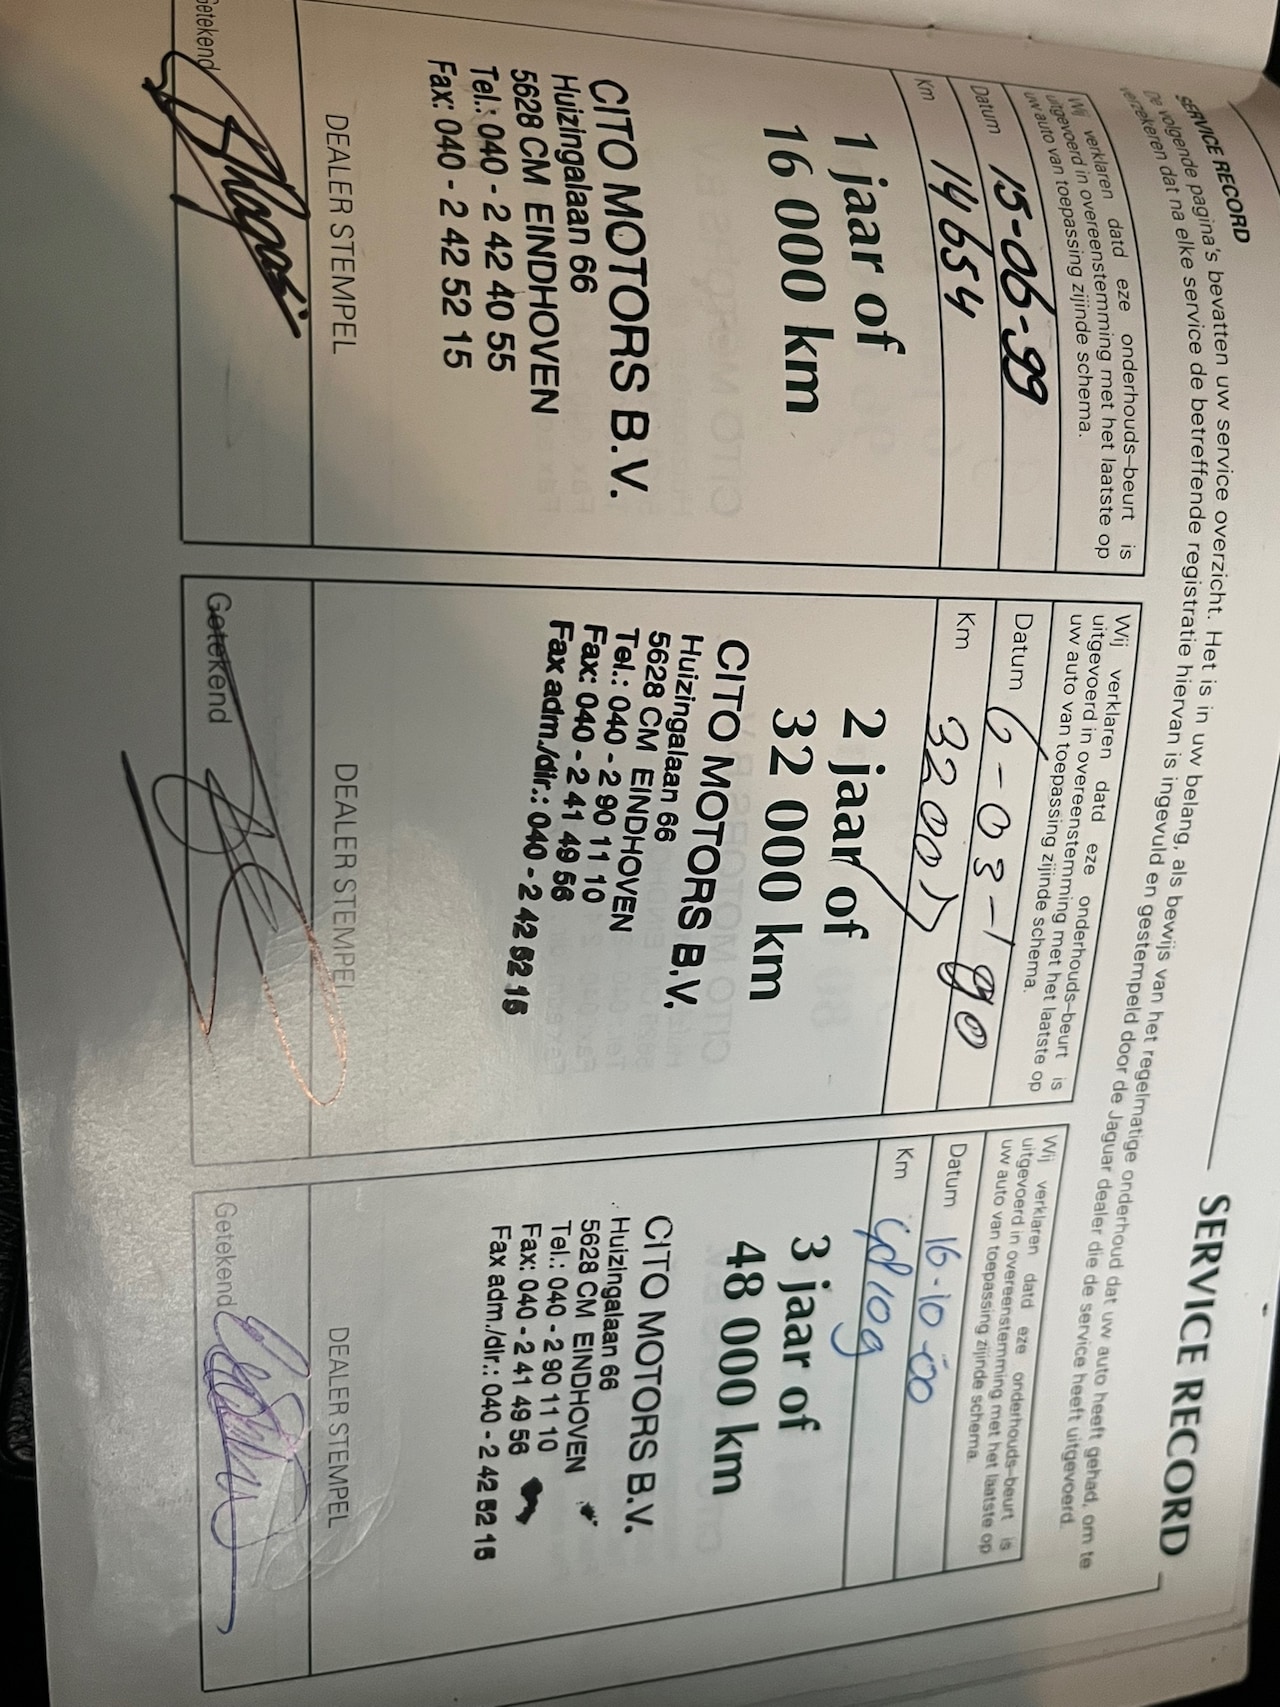 SERVICE RECORD
SERVICE RECORD
De volgende pagina's bevatten uw service overzicht. Het is in uw belang, als bewijs van het regelmatige onderhoud dat uw auto heeft gehad, om te
verzekeren dat na elke service de betreffende registratie hiervan is ingevuld en gestempeld door de Jaguar dealer die de service heeft uitgevoerd.
Wij verklaren datd eze onderhouds-beurt is
uitgevoerd in overeenstemming met het laatste op
uw auto van toepassing zijinde schema.
Datum 15-06-99
Km 14654
1 jaar of
16 000 km
CITO MOTORS B.V.
Huizingalaan 66
5628 CM EINDHOVEN
Tel.: 040 - 2 42 40 55
Fax: 040 - 2 42 52 15
DEALER STEMPEL
Getekend
Wij verklaren datd eze onderhouds-beurt is
uitgevoerd in overeenstemming met het laatste op
uw auto van toepassing zijinde schema.
Datum
Km
2 jaar of
32 000 km
CITO MOTORS B.V.
Huizingalaan 66
5628 CM EINDHOVEN
Tel.: 040 - 2 90 11 10
Fax: 040 - 2 41 49 56
Fax adm./dir.: 040 - 2 42 52 15
DEALER STEMPEL
Getekend
Wij verklaren datd eze onderhouds-beurt is
uitgevoerd in overeenstemming met het laatste op
uw auto van toepassing zijinde schema.
Datum 16-10-00
Km
3 jaar of
48 000 km
CITO MOTORS B.V.
Huizingalaan 66
5628 CM EINDHOVEN
Tel.: 040 - 2 90 11 10
Fax: 040 - 2 41 49 56
Fax adm./dir.: 040 - 2 42 52 15
DEALER STEMPEL
Getekend